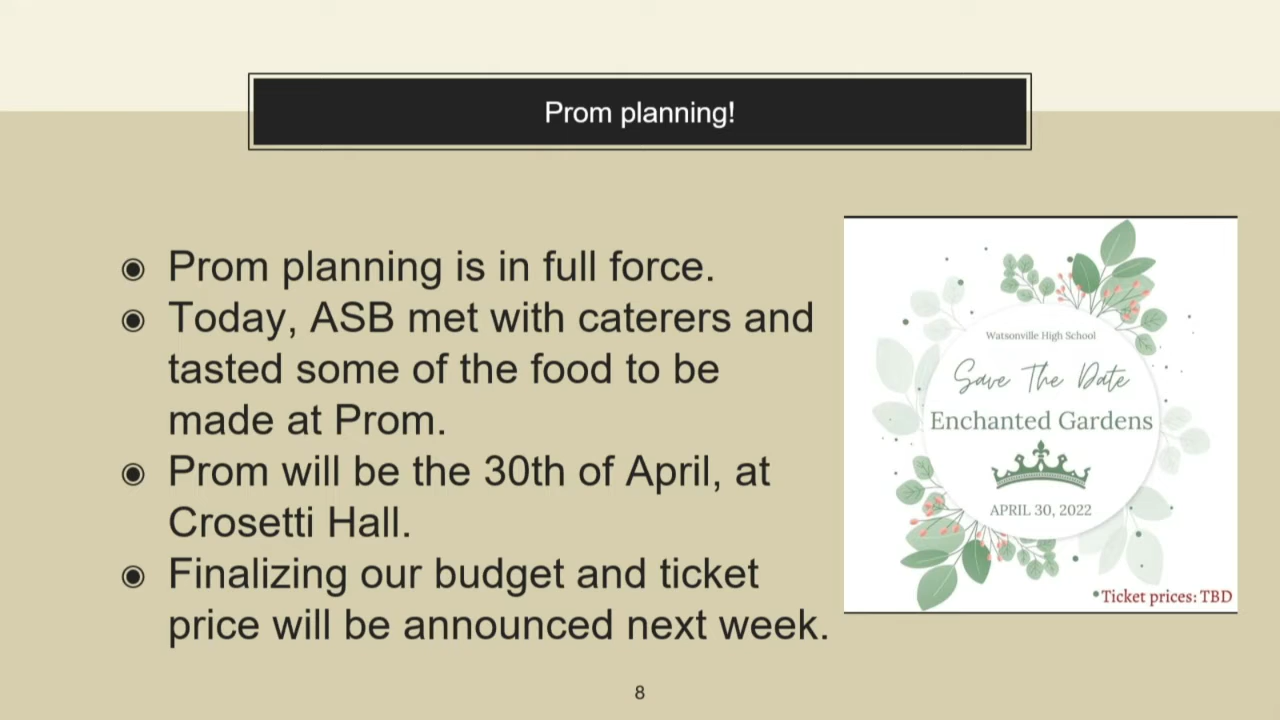 Prom planning!
◉ Prom planning is in full force.
◉ Today, ASB met with caterers and
tasted some of the food to be
made at Prom.
◉ Prom will be the 30th of April, at
Crosetti Hall.
◉ Finalizing our budget and ticket
price will be announced next week.
Watsonville High School
Save The Date
Enchanted Gardens
APRIL 30, 2022
•Ticket prices: TBD
8